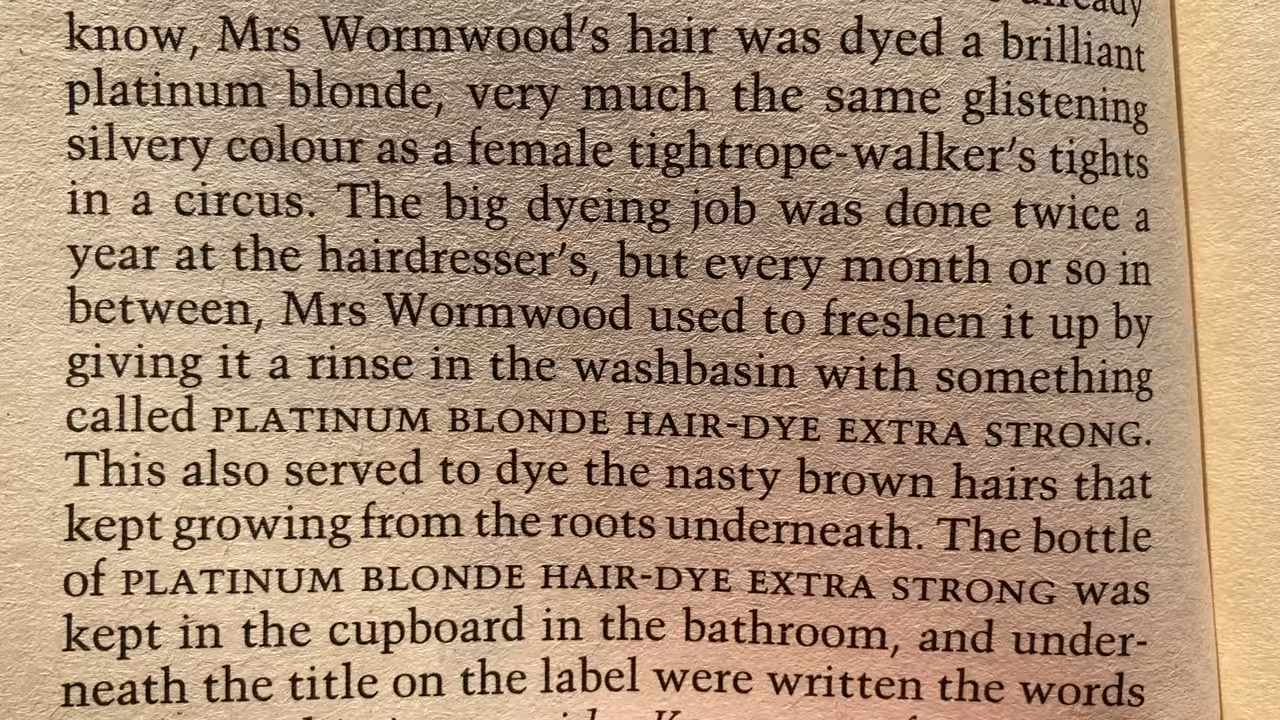 already
know, Mrs Wormwood's hair was dyed a brilliant
platinum blonde, very much the same glistening
silvery colour as a female tightrope-walker's tights
in a circus. The big dyeing job was done twice a
year at the hairdresser's, but every month or so in
between, Mrs Wormwood used to freshen it up by
giving it a rinse in the washbasin with something
called PLATINUM BLONDE HAIR-DYE EXTRA STRONG.
This also served to dye the nasty brown hairs that
kept growing from the roots underneath. The bottle
of PLATINUM BLONDE HAIR-DYE EXTRA STRONG was
kept in the cupboard in the bathroom, and under-
neath the title on the label were written the words